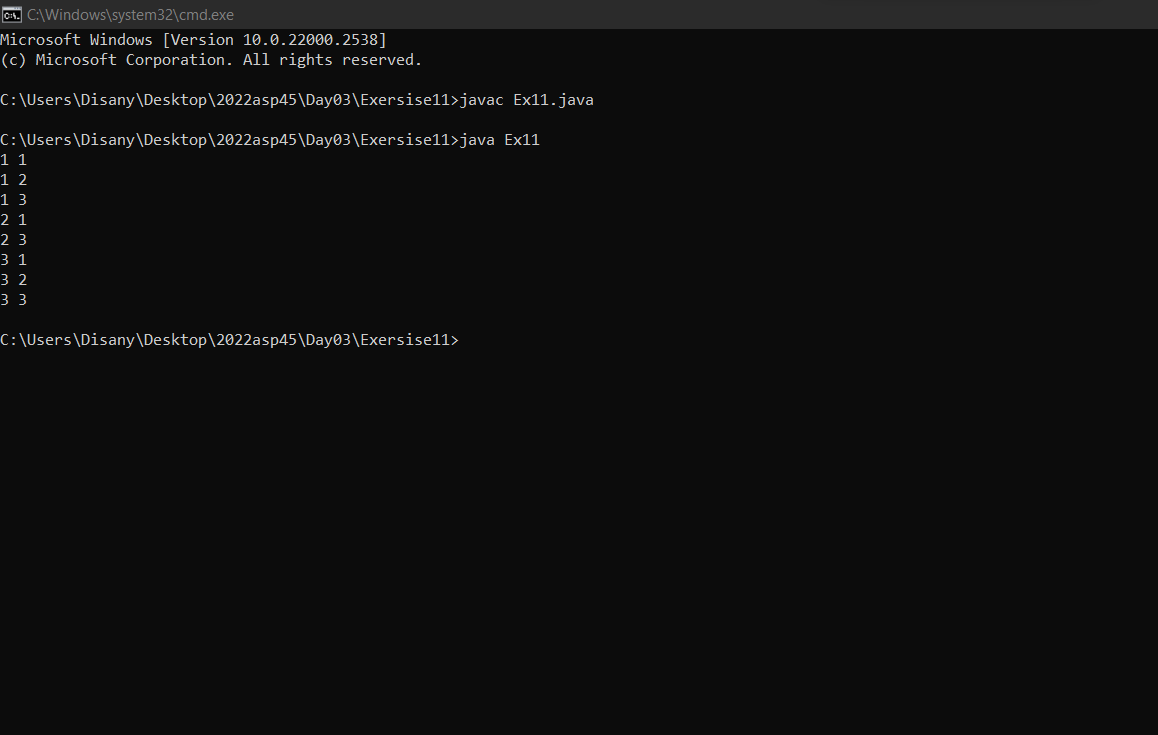 C:\Windows\system32\cmd.exe
Microsoft Windows [Version 10.0.22000.2538]
(c) Microsoft Corporation. All rights reserved.
C:\Users\Disany\Desktop\2022asp45\Day03\Exersise11>javac Ex11.java
C:\Users\Disany\Desktop\2022asp45\Day03\Exersise11>java Ex11
1 1
1 2
1 3
2 1
2 3
3 1
3 2
3 3
C:\Users\Disany\Desktop\2022asp45\Day03\Exersise11>